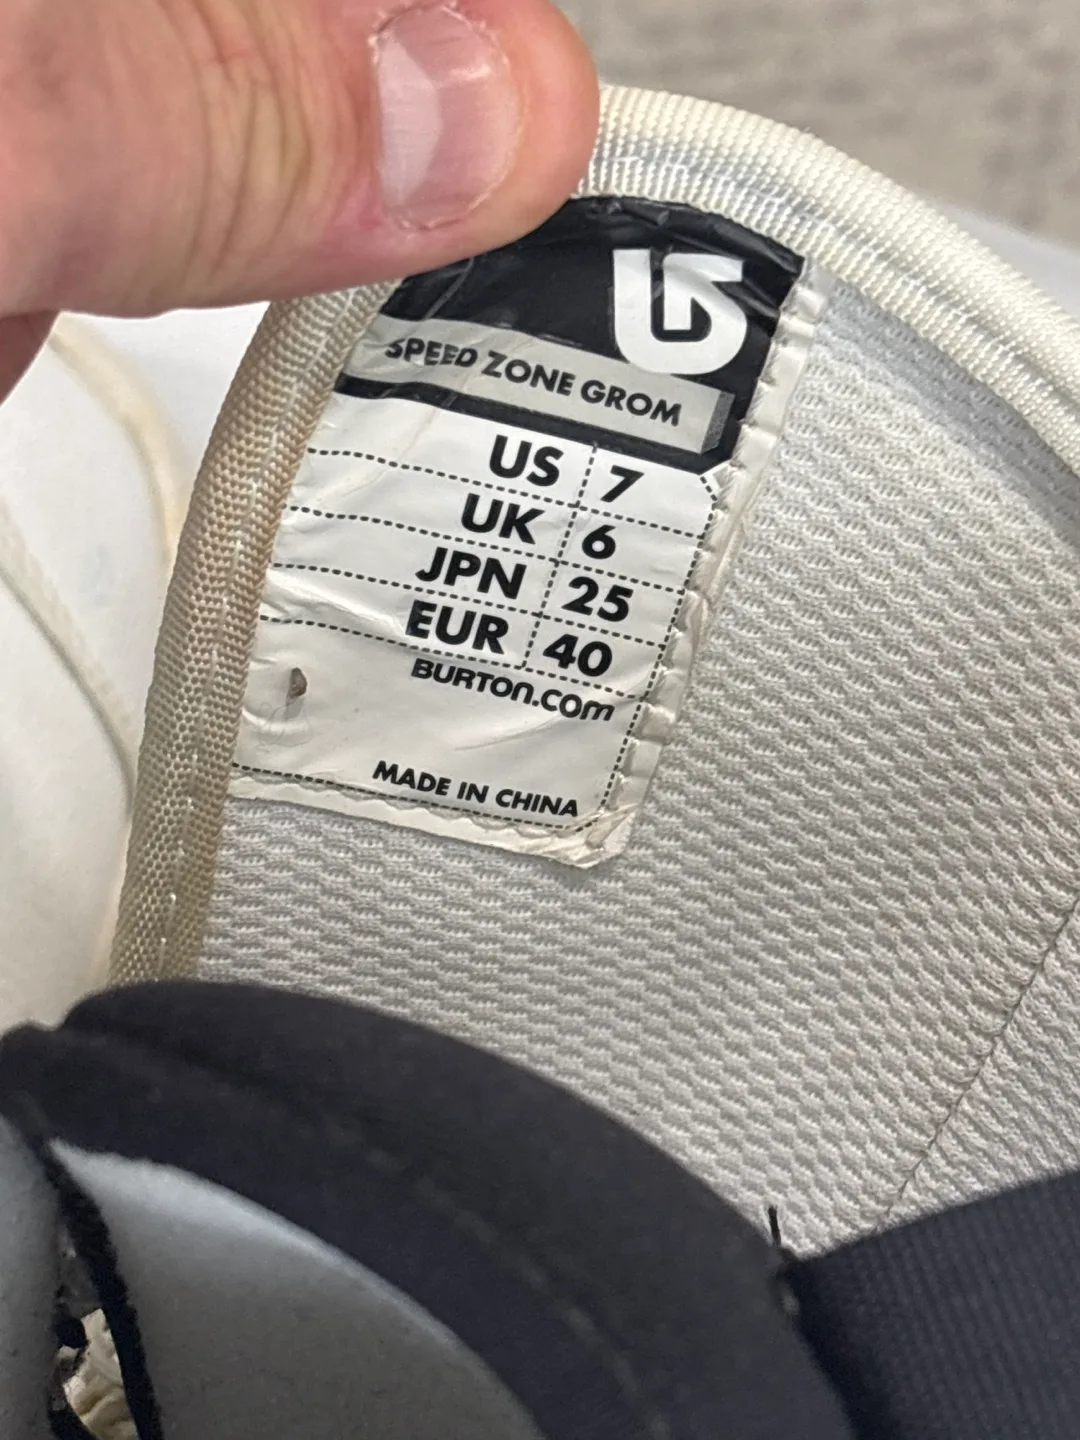 SPEED ZONE GROM
US 7
UK 6
JPN 25
EUR 40
BURTON.COM
MADE IN CHINA